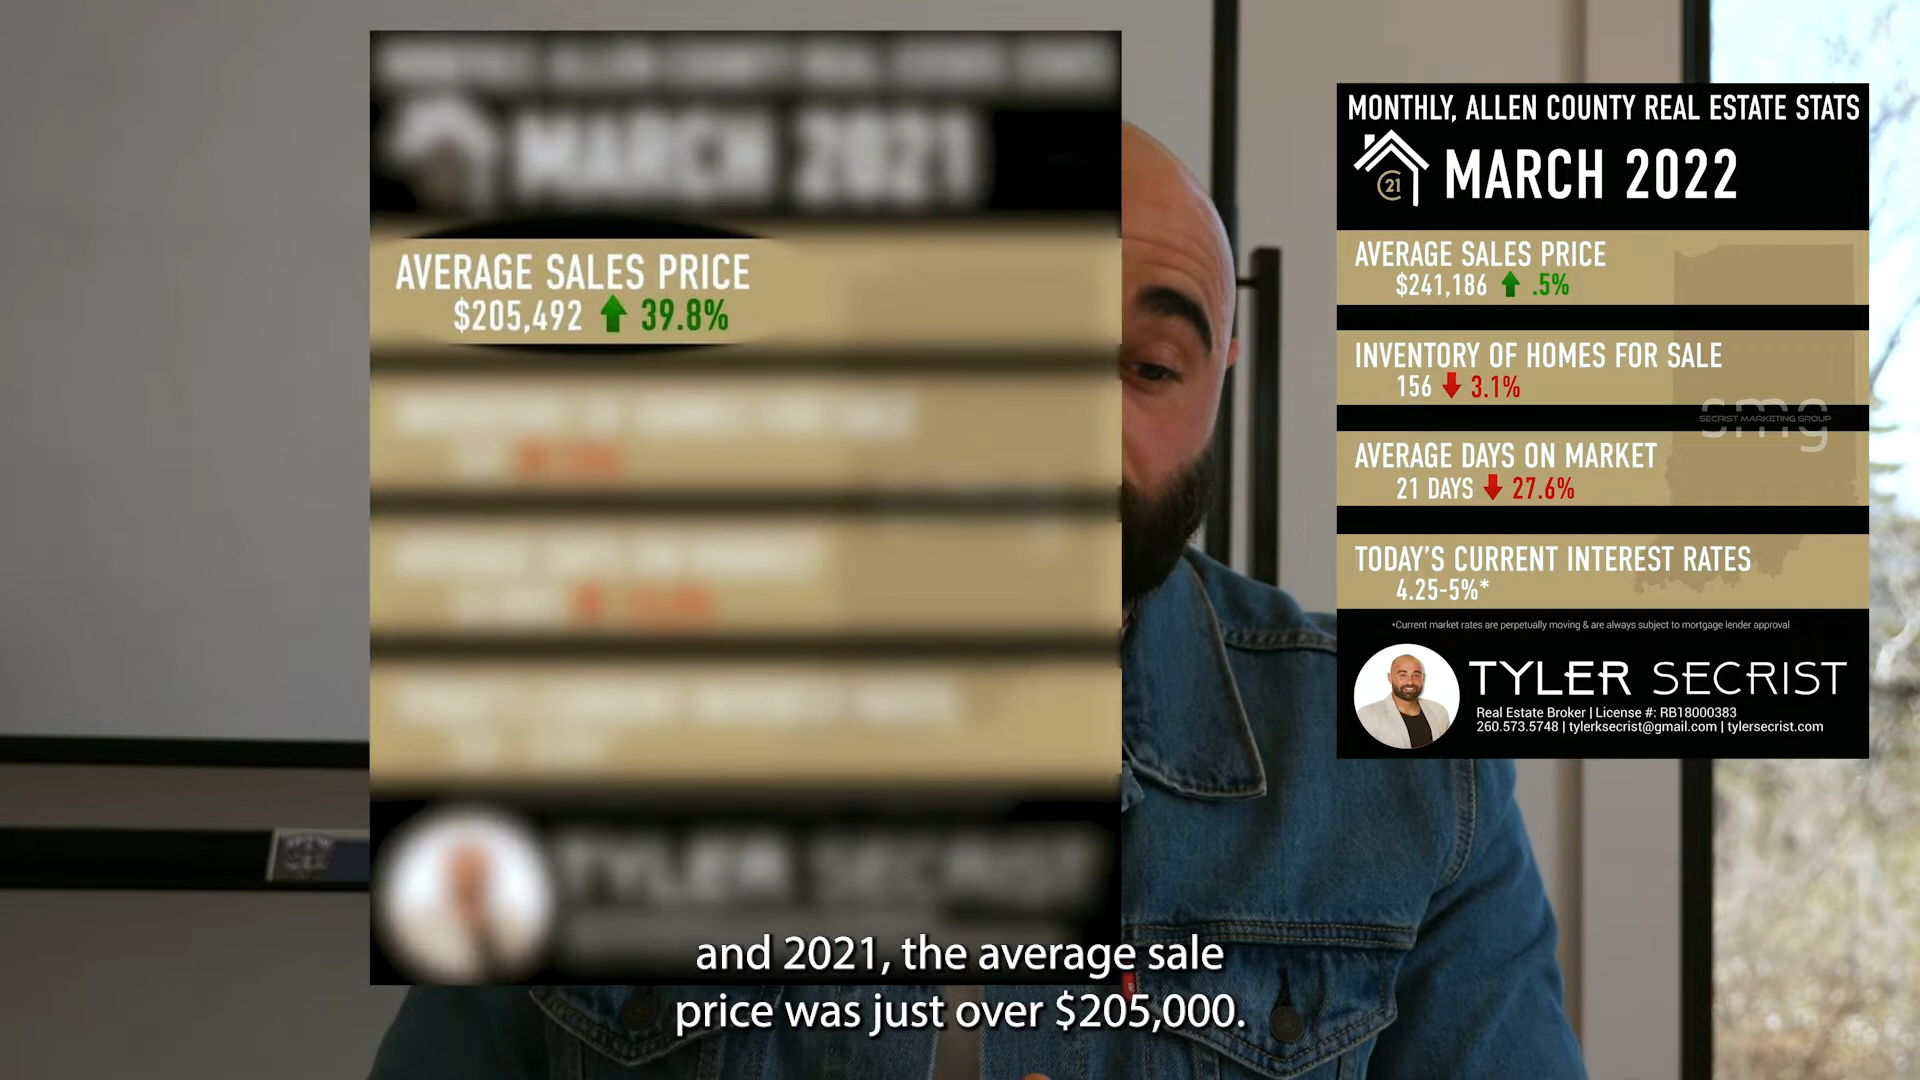 MARCH 2021
AVERAGE SALES PRICE
$205,492 39.8%
TYLER SECRIST
MONTHLY, ALLEN COUNTY REAL ESTATE STATS
21
MARCH 2022
AVERAGE SALES PRICE
$241,186 .5%
INVENTORY OF HOMES FOR SALE
156 3.1%
smg
SECRIST MARKETING GROUP
AVERAGE DAYS ON MARKET
21 DAYS 27.6%
TODAY'S CURRENT INTEREST RATES
4.25-5%*
*Current market rates are perpetually moving & are always subject to mortgage lender approval
TYLER SECRIST
Real Estate Broker | License #: RB18000383
260.573.5748 | tylerksecrist@gmail.com | tylersecrist.com
and 2021, the average sale
price was just over $205,000.